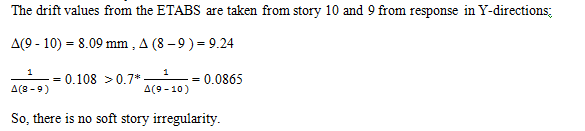 The drift values from the ETABS are taken from story 10 and 9 from response in Y-directions;
Δ(9 - 10) = 8.09 mm , Δ (8 – 9 ) = 9.24
1/Δ(8 – 9) = 0.108 > 0.7* 1/Δ(9 – 10) = 0.0865
So, there is no soft story irregularity.